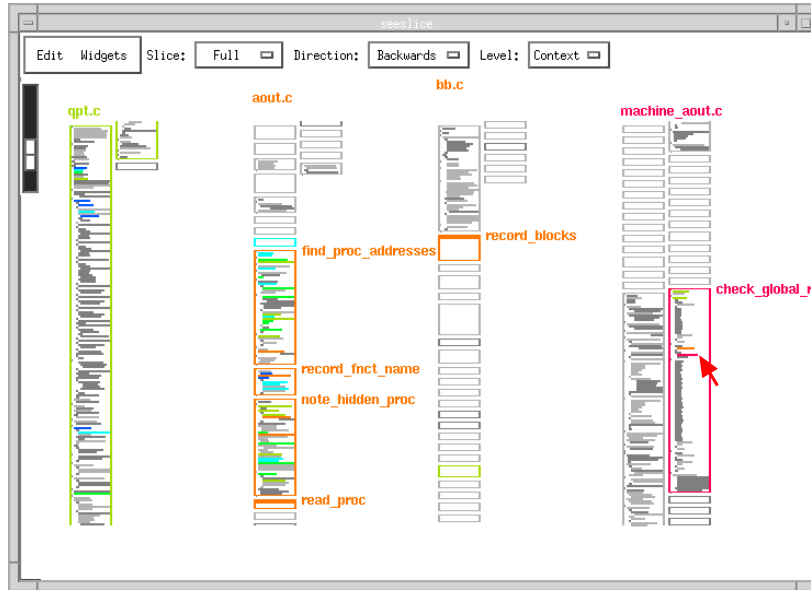 seeslice
Edit Widgets Slice: Full Direction: Backwards Level: Context
bb.c
aout.c
qpt.c
machine_aout.c
record_blocks
find_proc_addresses
check_global_r
record_fnct_name
note_hidden_proc
read_proc